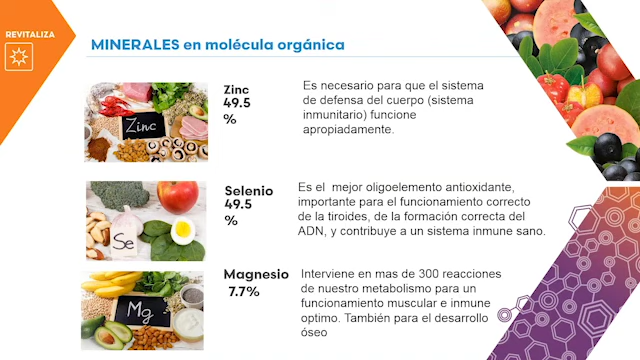 REVITALIZA
MINERALES en molécula orgánica
Zinc
Zinc
49.5
%
Es necesario para que el sistema
de defensa del cuerpo (sistema
inmunitario) funcione
apropiadamente.
Se
Selenio
49.5
%
Es el mejor oligoelemento antioxidante,
importante para el funcionamiento correcto
de la tiroides, de la formación correcta del
ADN, y contribuye a un sistema inmune sano.
Mg
Magnesio
7.7%
Interviene en mas de 300 reacciones
de nuestro metabolismo para un
funcionamiento muscular e inmune
optimo. También para el desarrollo
óseo